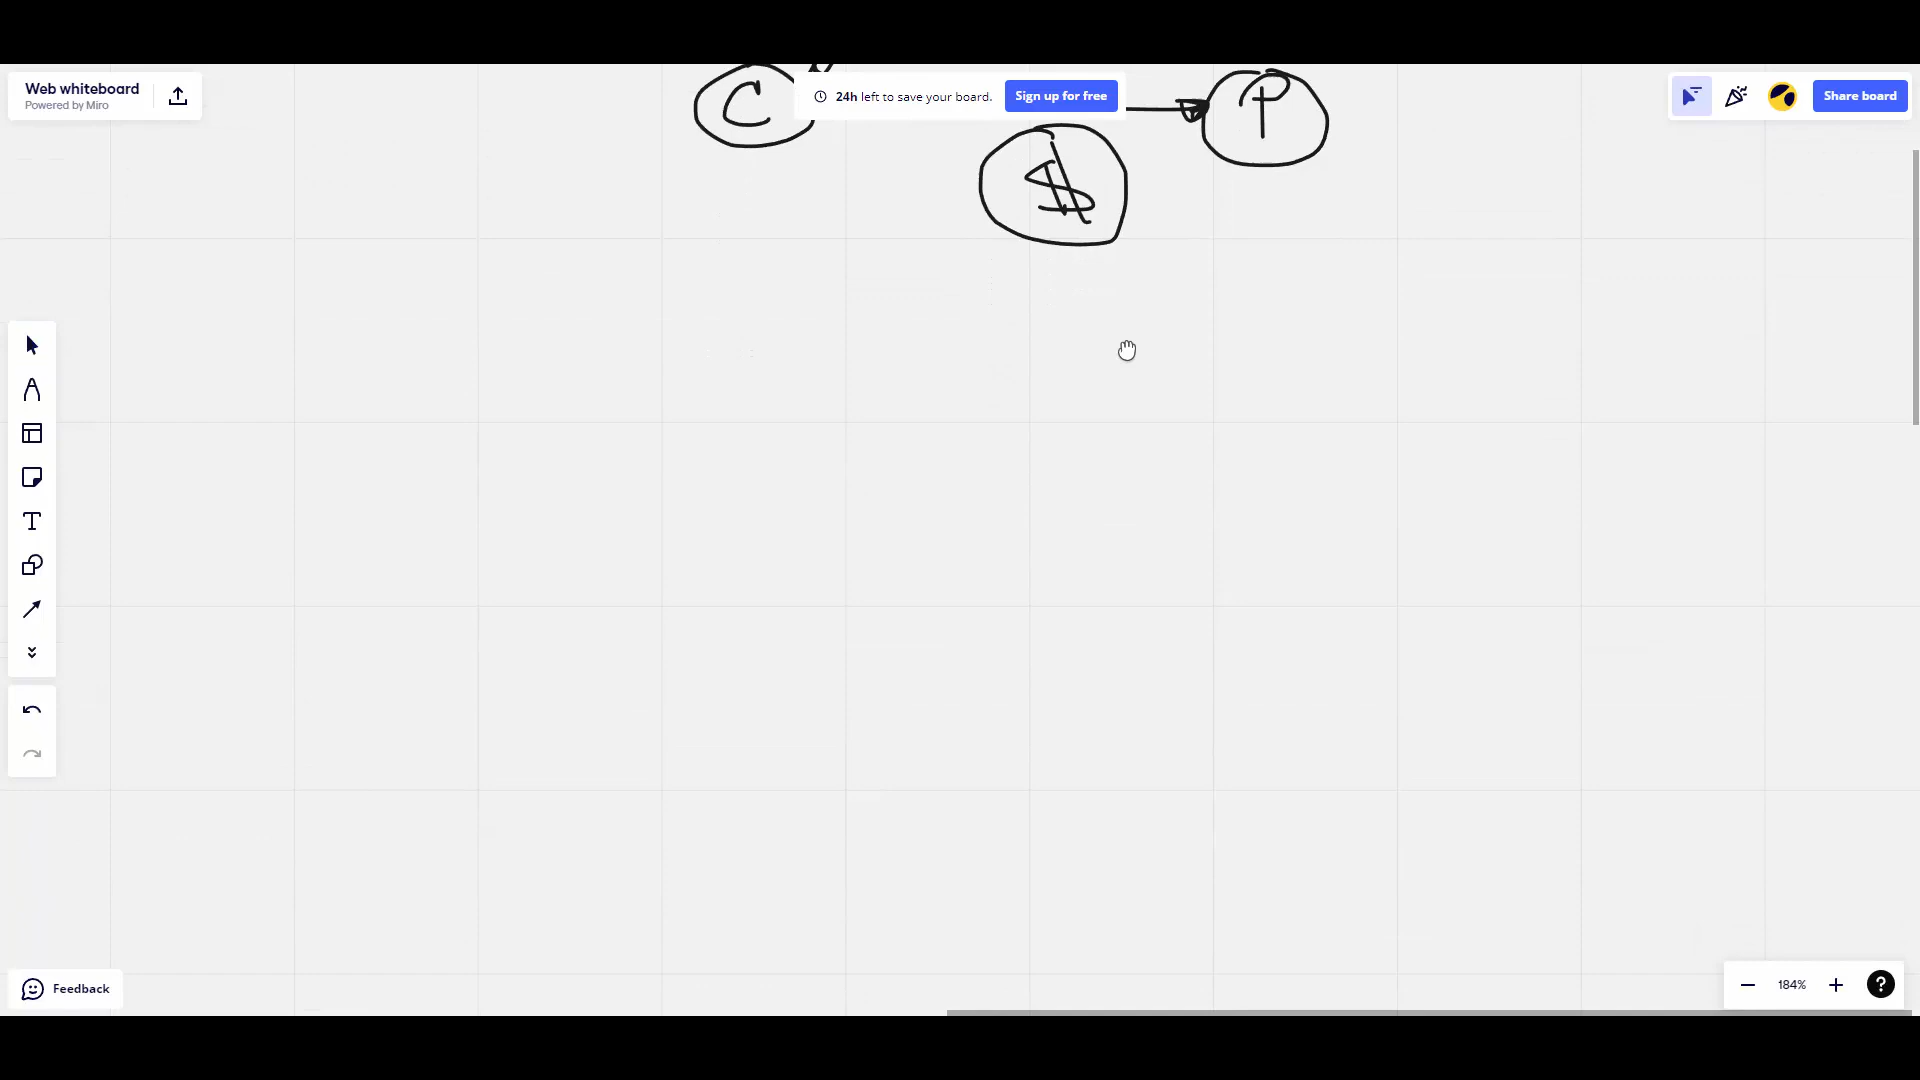 Web whiteboard
Powered by Miro
24h left to save your board.
Sign up for free
Share board
C
P
$
T
Feedback
184%
?